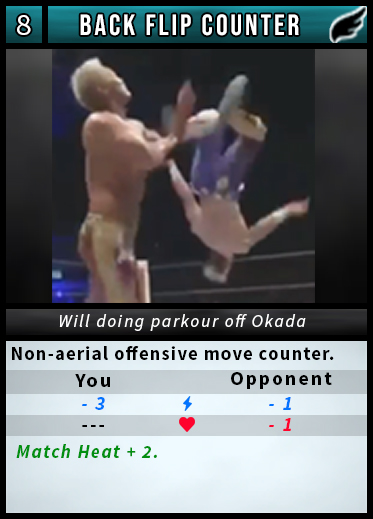 8 BACK FLIP COUNTER
Will doing parkour off Okada
Non-aerial offensive move counter.
You Opponent
- 3 - 1
--- - 1
Match Heat + 2.